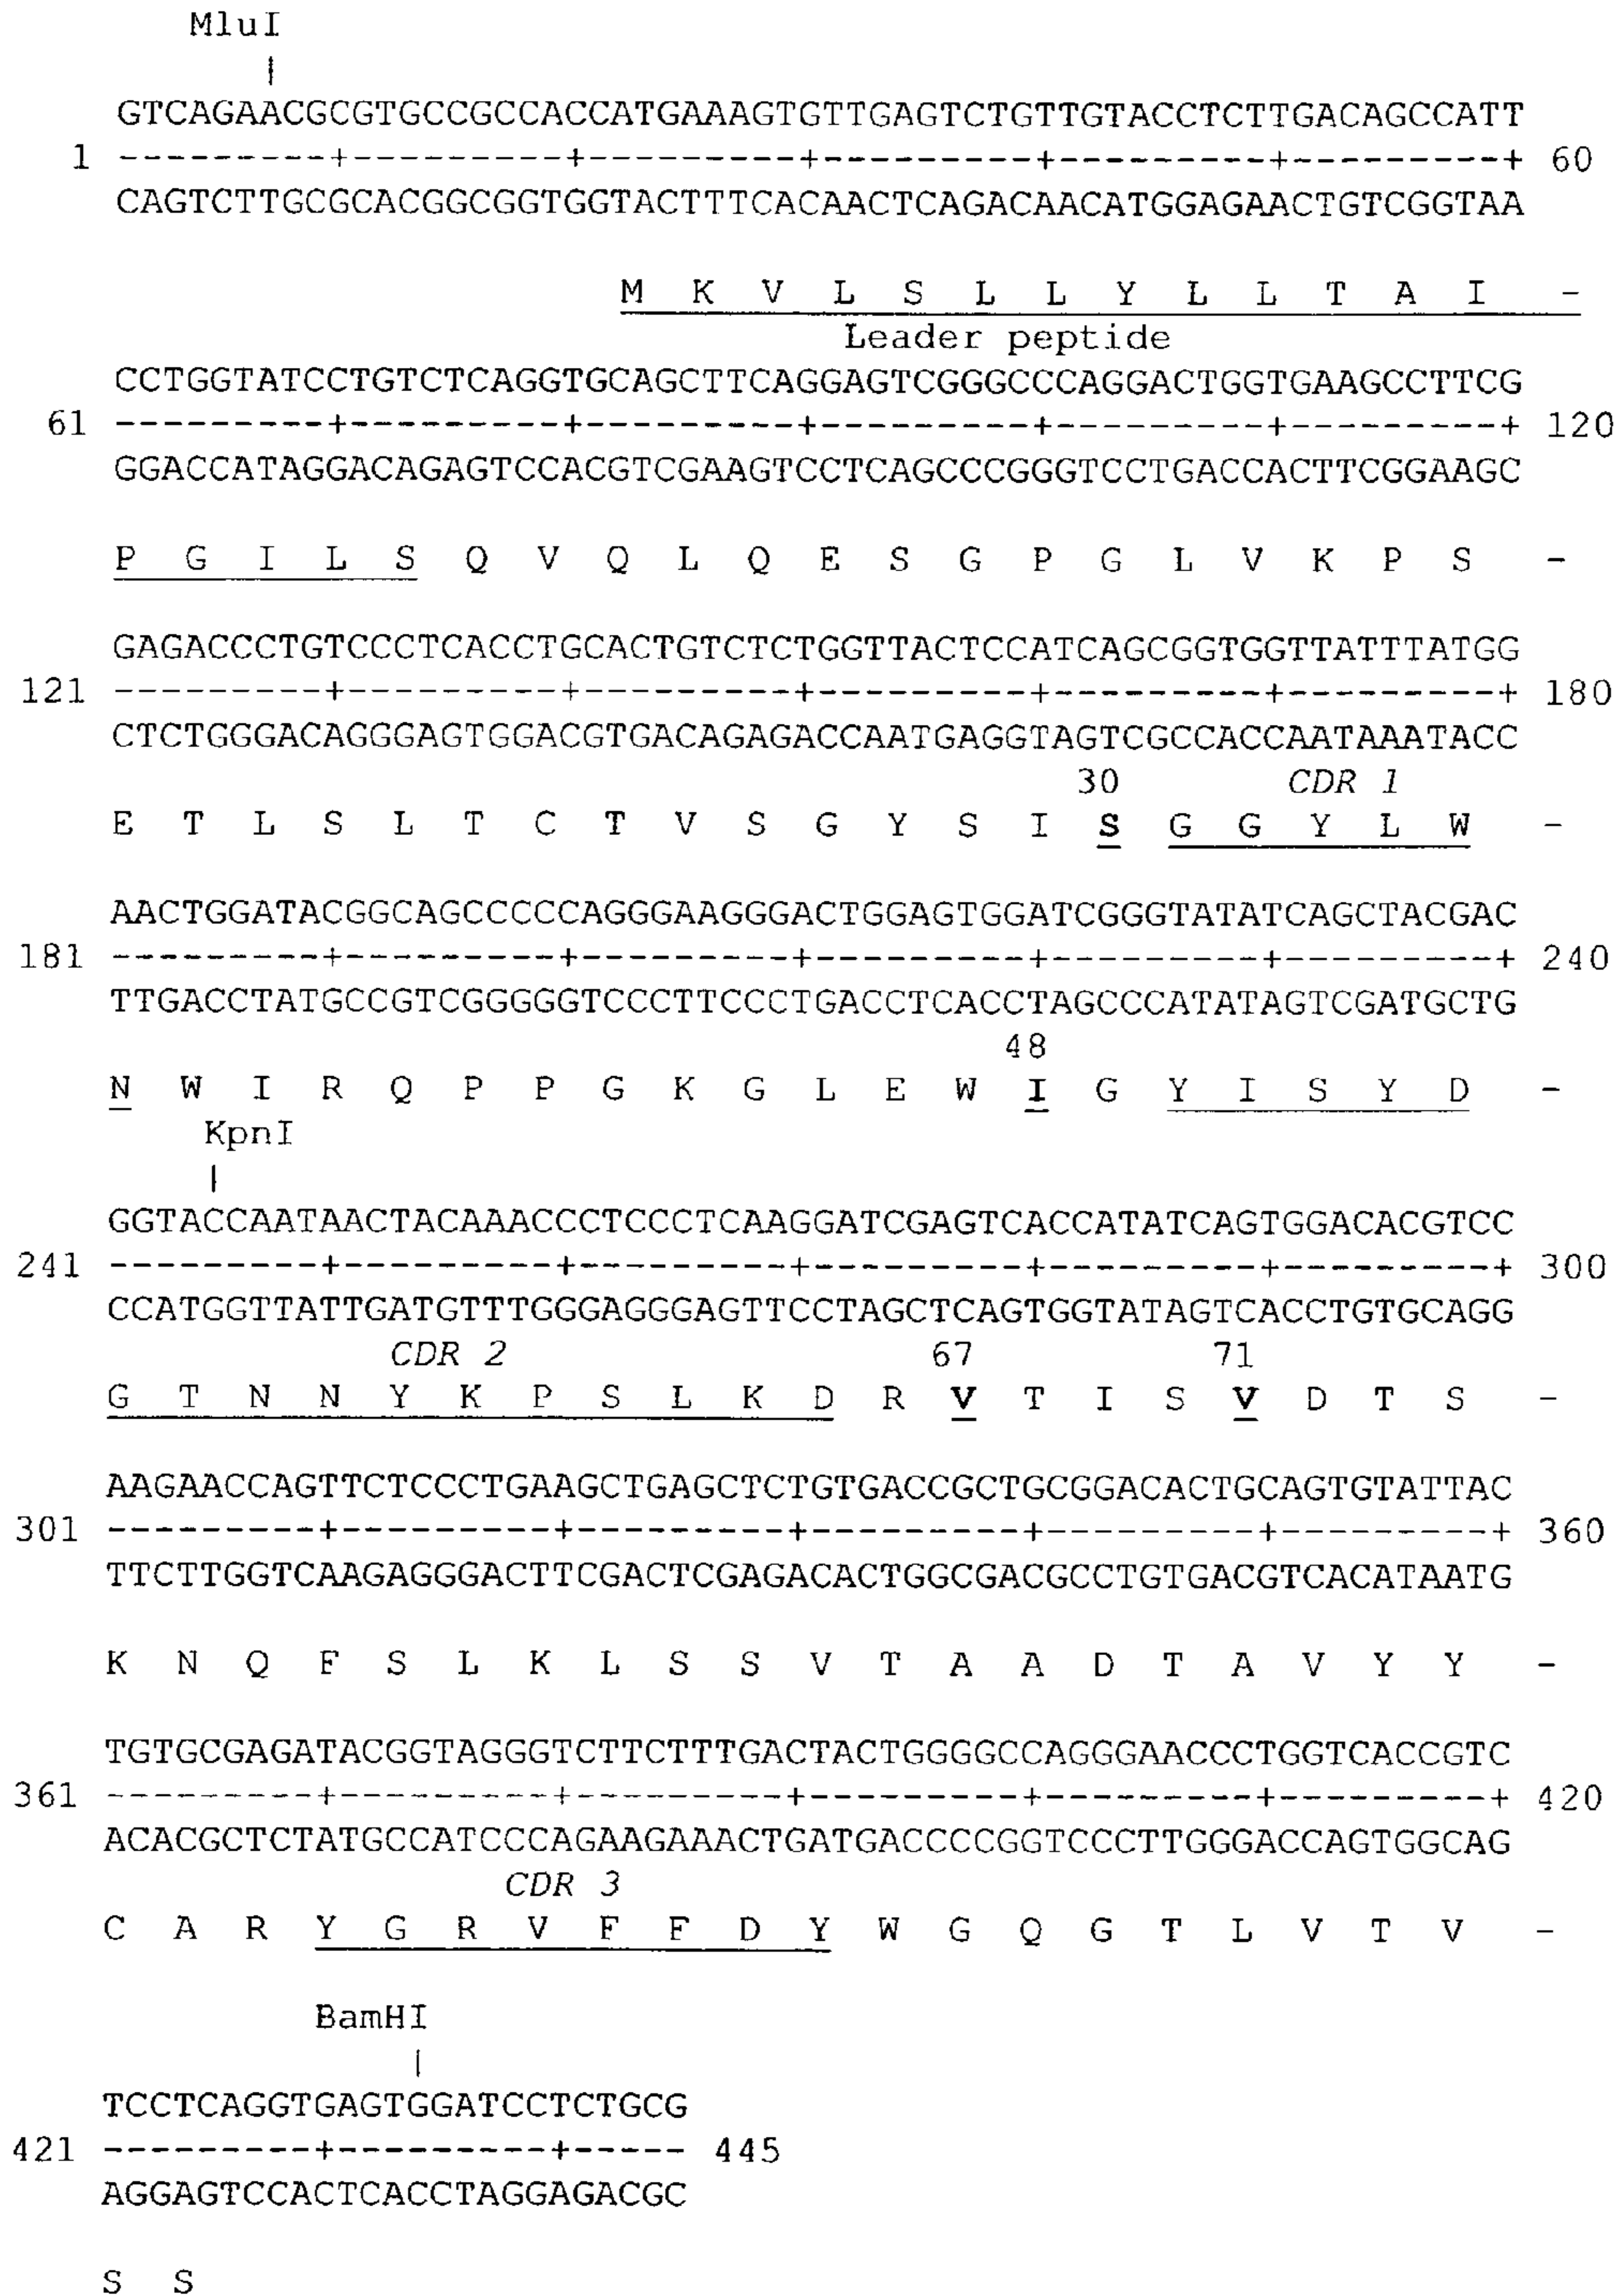 MluI
|
GTCAGAACGCGTGCCGCCACCATGAAAGTGTTGAGTCTGTTGTACCTCTTGACAGCCATT
1 ---------+---------+---------+---------+---------+---------+ 60
CAGTCTTGCGCACGGCGGTGGTACTTTCACAACTCAGACAACATGGAGAACTGTCGGTAA
M K V L S L L Y L L T A I -
Leader peptide
CCTGGTATCCTGTCTCAGGTGCAGCTTCAGGAGTCGGGCCCAGGACTGGTGAAGCCTTCG
61 ---------+---------+---------+---------+---------+---------+ 120
GGACCATAGGACAGAGTCCACGTCGAAGTCCTCAGCCCGGGTCCTGACCACTTCGGAAGC
P G I L S Q V Q L Q E S G P G L V K P S -
GAGACCCTGTCCCTCACCTGCACTGTCTCTGGTTACTCCATCAGCGGTGGTTATTTATGG
121 ---------+---------+---------+---------+---------+---------+ 180
CTCTGGGACAGGGAGTGGACGTGACAGAGACCAATGAGGTAGTCGCCACCAATAAATACC
30 CDR 1
E T L S L T C T V S G Y S I S G G Y L W -
AACTGGATACGGCAGCCCCCAGGGAAGGGACTGGAGTGGATCGGGTATATCAGCTACGAC
181 ---------+---------+---------+---------+---------+---------+ 240
TTGACCTATGCCGTCGGGGGTCCCTTCCCTGACCTCACCTAGCCCATATAGTCGATGCTG
48
N W I R Q P P G K G L E W I G Y I S Y D -
KpnI
|
GGTACCAATAACTACAAACCCTCCCTCAAGGATCGAGTCACCATATCAGTGGACACGTCC
241 ---------+---------+---------+---------+---------+---------+ 300
CCATGGTTATTGATGTTTGGGAGGGAGTTCCTAGCTCAGTGGTATAGTCACCTGTGCAGG
CDR 2 67 71
G T N N Y K P S L K D R V T I S V D T S -
AAGAACCAGTTCTCCCTGAAGCTGAGCTCTGTGACCGCTGCGGACACTGCAGTGTATTAC
301 ---------+---------+---------+---------+---------+---------+ 360
TTCTTGGTCAAGAGGGACTTCGACTCGAGACACTGGCGACGCCTGTGACGTCACATAATG
K N Q F S L K L S S V T A A D T A V Y Y -
TGTGCGAGATACGGTAGGGTCTTCTTTGACTACTGGGGCCAGGGAACCCTGGTCACCGTC
361 ---------+---------+---------+---------+---------+---------+ 420
ACACGCTCTATGCCATCCCAGAAGAAACTGATGACCCCGGTCCCTTGGGACCAGTGGCAG
CDR 3
C A R Y G R V F F D Y W G Q G T L V T V -
BamHI
|
TCCTCAGGTGAGTGGATCCTCTGCG
421 ---------+---------+----- 445
AGGAGTCCACTCACCTAGGAGACGC
S S